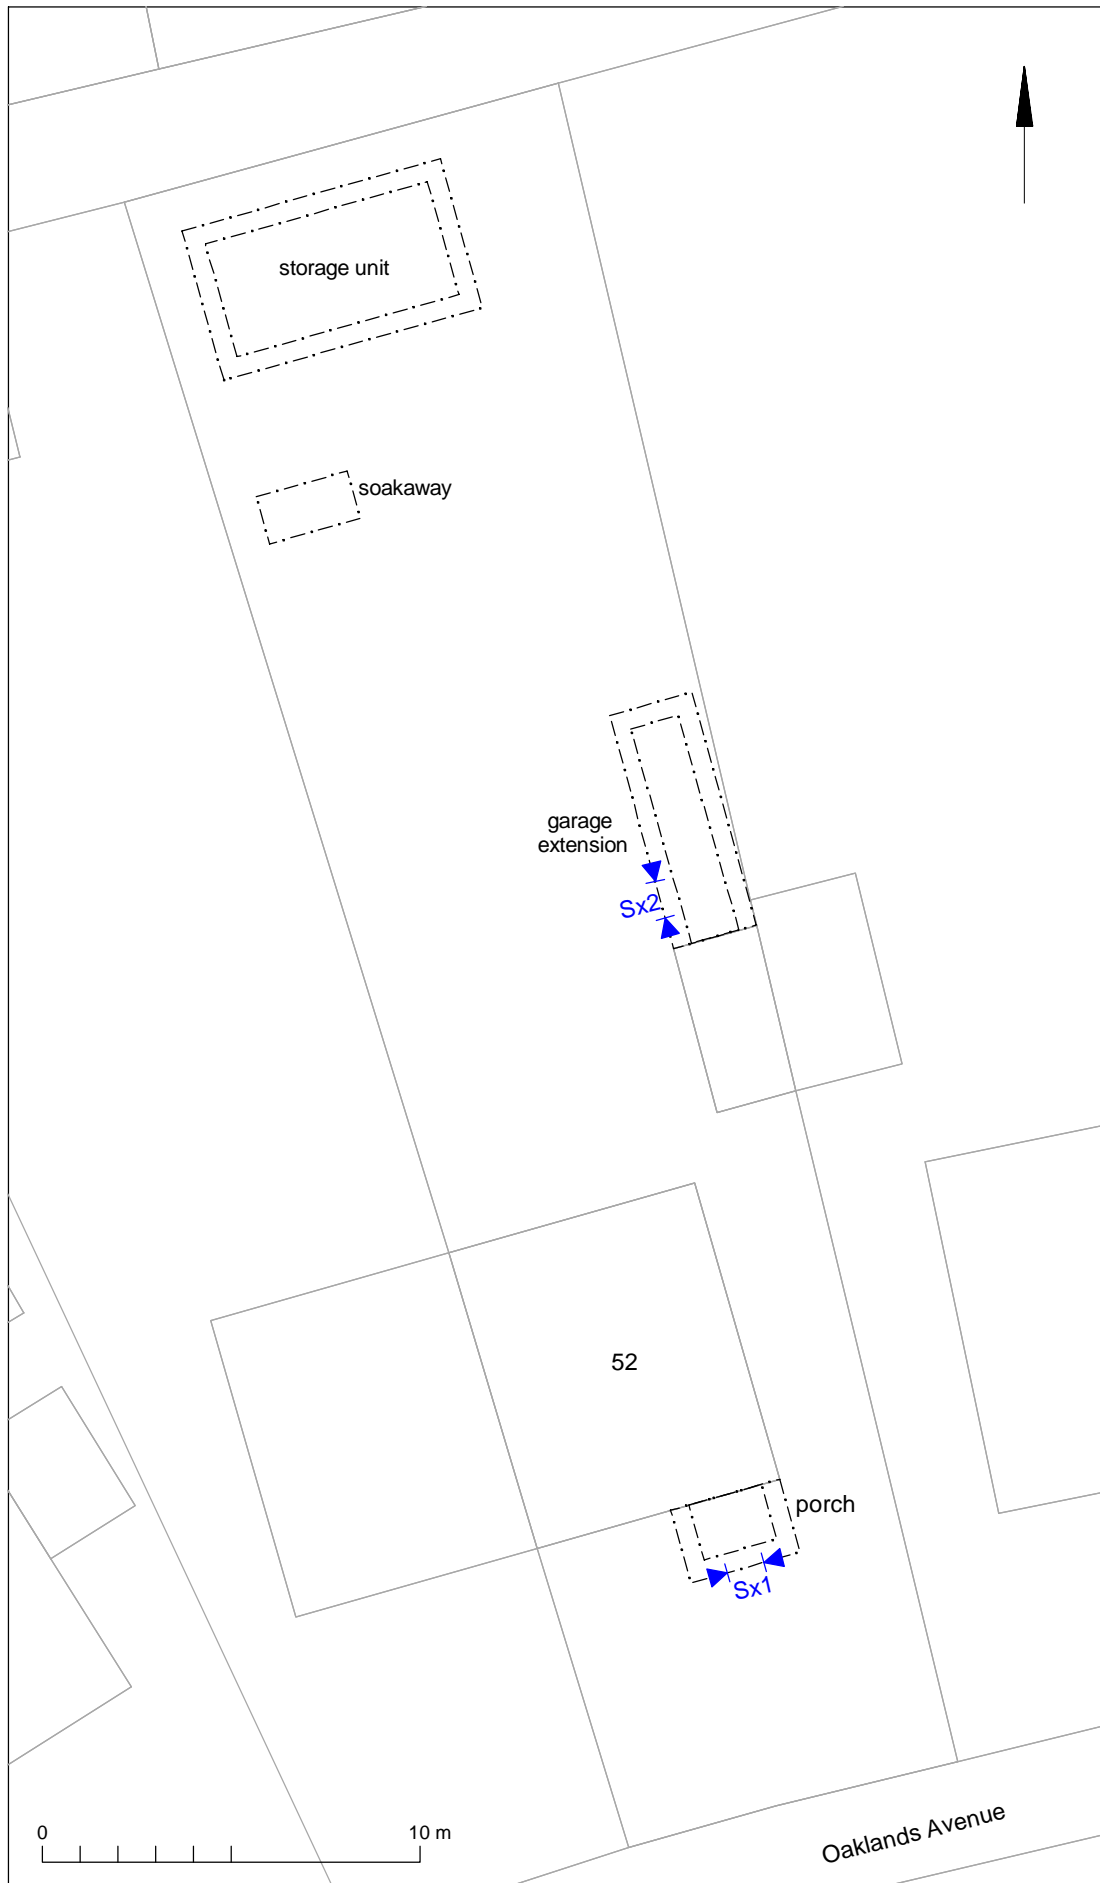 storage unit
soakaway
garage
extension
Sx2
52
porch
Sx1
0 10 m
Oaklands Avenue